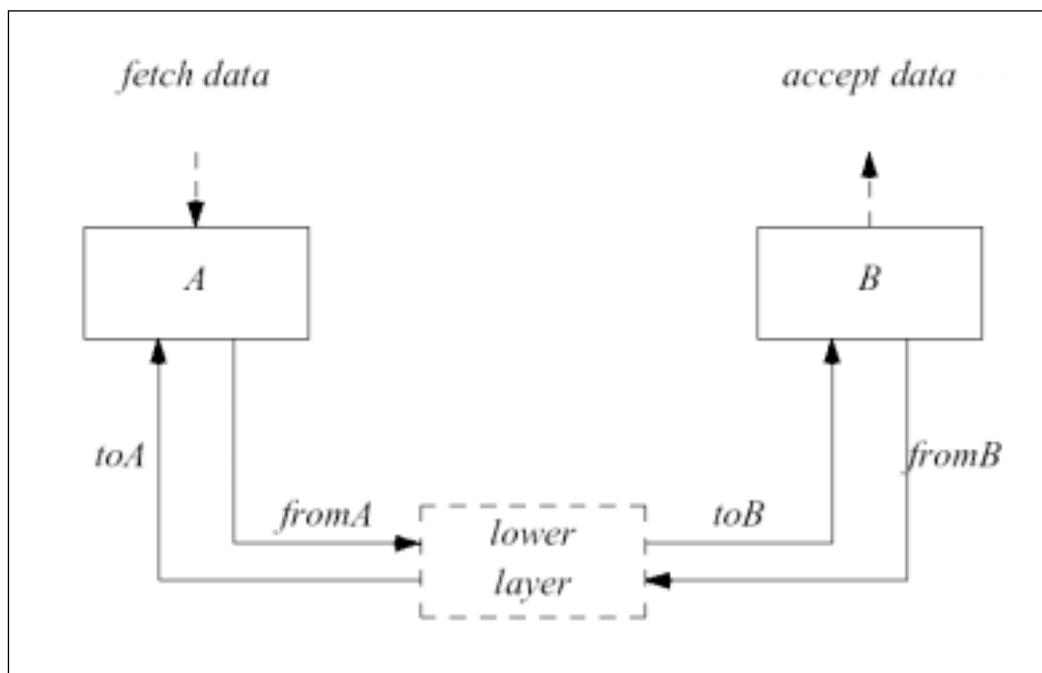 fetch data
accept data
A
B
toA
fromB
fromA
toB
lower
layer